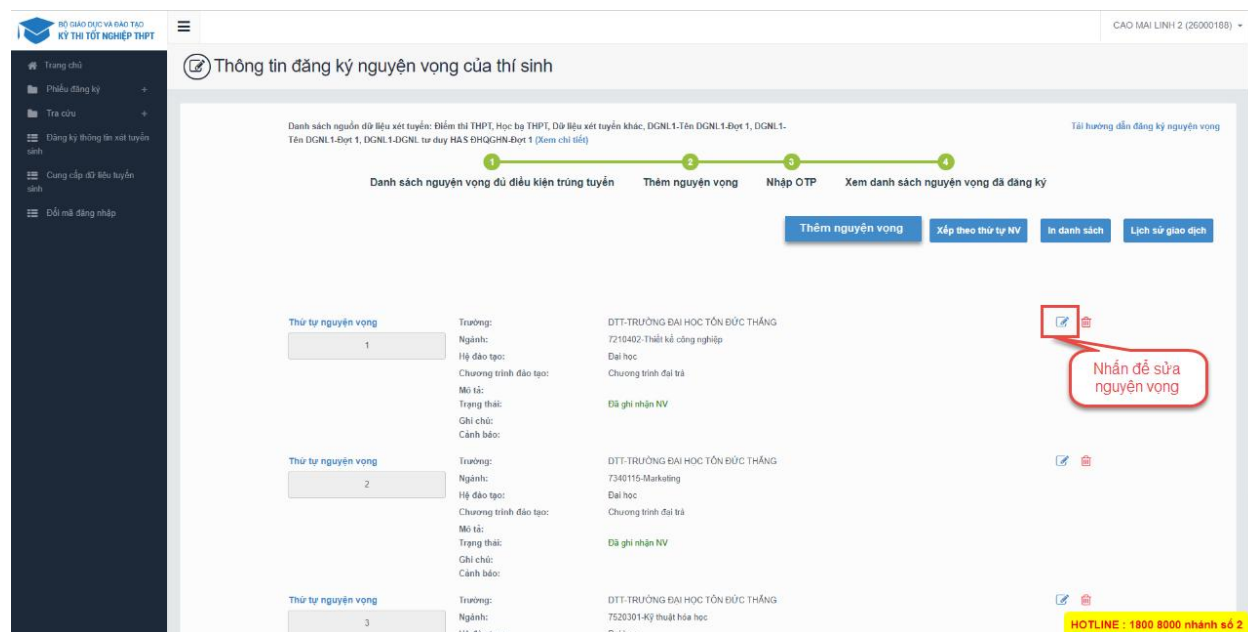 BỘ GIÁO DỤC VÀ ĐÀO TẠO
KỲ THI TỐT NGHIỆP THPT
CAO MAI LINH 2 (26000188)
Trang chủ
Phiếu đăng ký +
Tra cứu +
Đăng ký thông tin xét tuyển
sinh
Cung cấp dữ liệu tuyển
sinh
Đổi mã đăng nhập
Thông tin đăng ký nguyện vọng của thí sinh
Danh sách nguồn dữ liệu xét tuyển: Điểm thi THPT, Học bạ THPT, Dữ liệu xét tuyển khác, DGNL1-Tên DGNL1-Đợt 1, DGNL1-
Tên DGNL1-Đợt 1, DGNL1-DGNL tư duy HAS ĐHQGHN-Đợt 1 (Xem chi tiết)
Tải hướng dẫn đăng ký nguyện vọng
1 2 3 4
Danh sách nguyện vọng đủ điều kiện trúng tuyển Thêm nguyện vọng Nhập OTP Xem danh sách nguyện vọng đã đăng ký
Thêm nguyện vọng Xếp theo thứ tự NV In danh sách Lịch sử giao dịch
Thứ tự nguyện vọng
1
Trường: DTT-TRƯỜNG ĐẠI HỌC TÔN ĐỨC THẮNG
Ngành: 7210402-Thiết kế công nghiệp
Hệ đào tạo: Đại học
Chương trình đào tạo: Chương trình đại trà
Mô tả:
Trạng thái: Đã ghi nhận NV
Ghi chú:
Cảnh báo:
Nhấn để sửa
nguyện vọng
Thứ tự nguyện vọng
2
Trường: DTT-TRƯỜNG ĐẠI HỌC TÔN ĐỨC THẮNG
Ngành: 7340115-Marketing
Hệ đào tạo: Đại học
Chương trình đào tạo: Chương trình đại trà
Mô tả:
Trạng thái: Đã ghi nhận NV
Ghi chú:
Cảnh báo:
Thứ tự nguyện vọng
3
Trường: DTT-TRƯỜNG ĐẠI HỌC TÔN ĐỨC THẮNG
Ngành: 7520301-Kỹ thuật hóa học
HOTLINE : 1800 8000 nhánh số 2